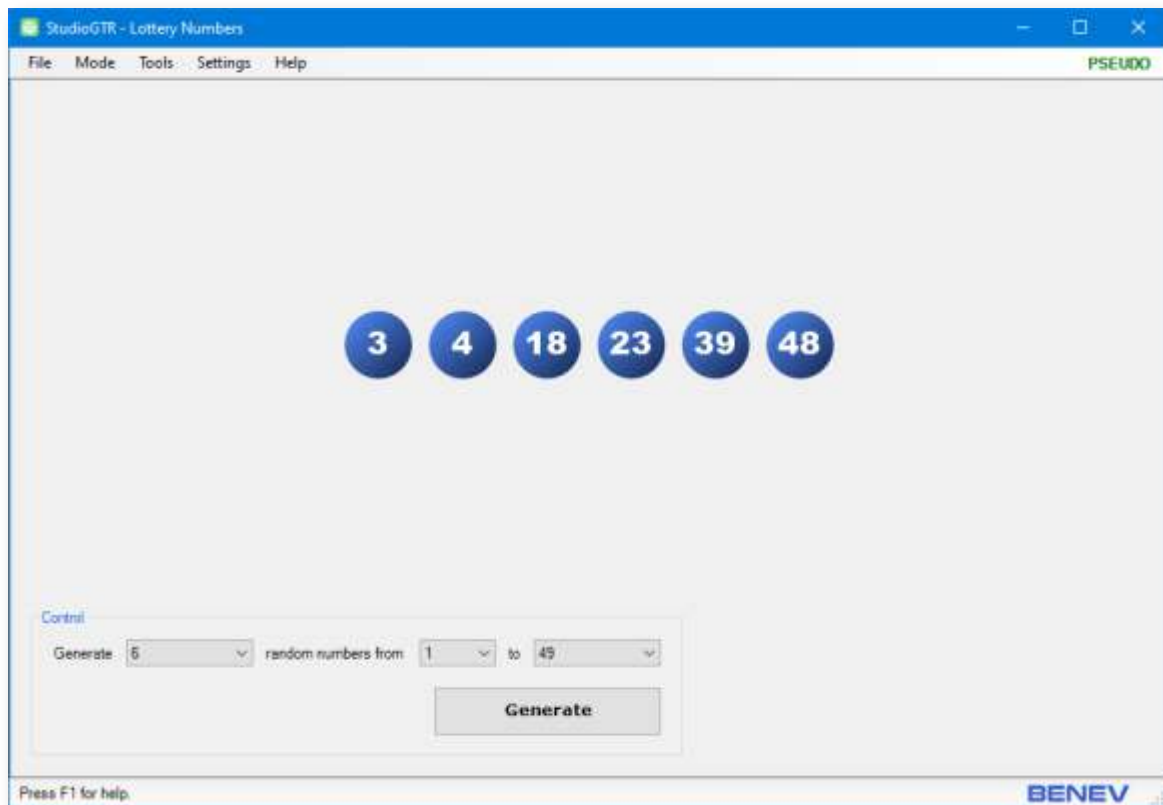 StudioGTR - Lottery Numbers
File Mode Tools Settings Help PSEUDO
3 4 18 23 39 48
Control
Generate 6 random numbers from 1 to 49
Generate
Press F1 for help. BENEV